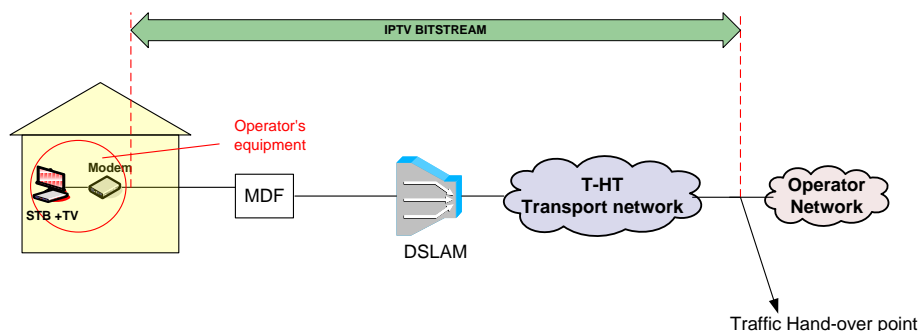 IPTV BITSTREAM
Operator's
equipment
Modem
STB +TV
MDF
DSLAM
T-HT
Transport network
Operator
Network
Traffic Hand-over point